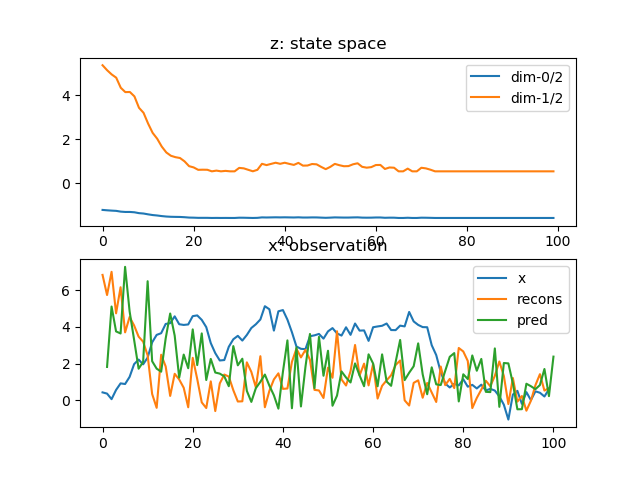 z: state space
dim-0/2
dim-1/2
4
2
0
0 20 40 60 80 100
x: observation
x
recons
pred
6
4
2
0
0 20 40 60 80 100